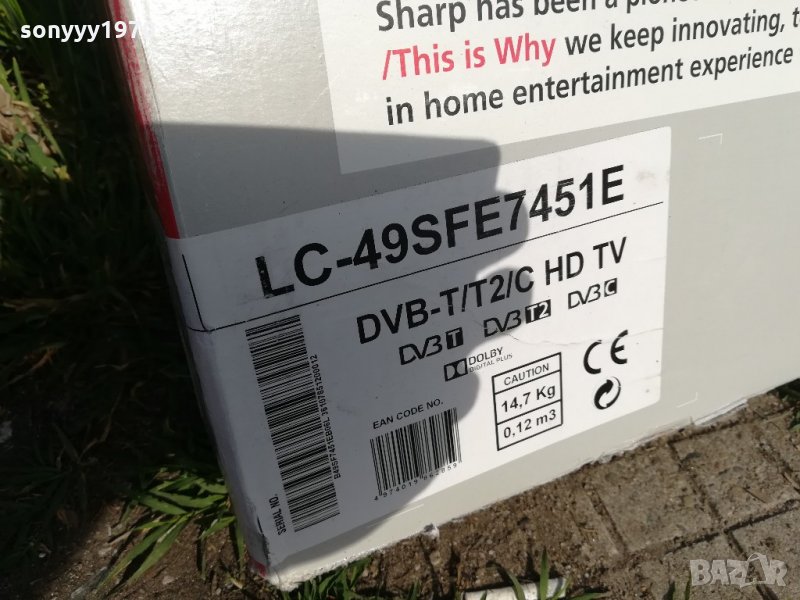 sonyyy197
Sharp has been a
/This is Why we keep innovating,
in home entertainment experience
LC-49SFE7451E
DVB-T/T2/C HD TV
DVB T DVB T2 DVB C
DOLBY
DIGITAL PLUS
CAUTION
14,7 Kg
0,12 m3
CE
EAN CODE NO.
4974019862859
SERIAL NO.
BAZAR